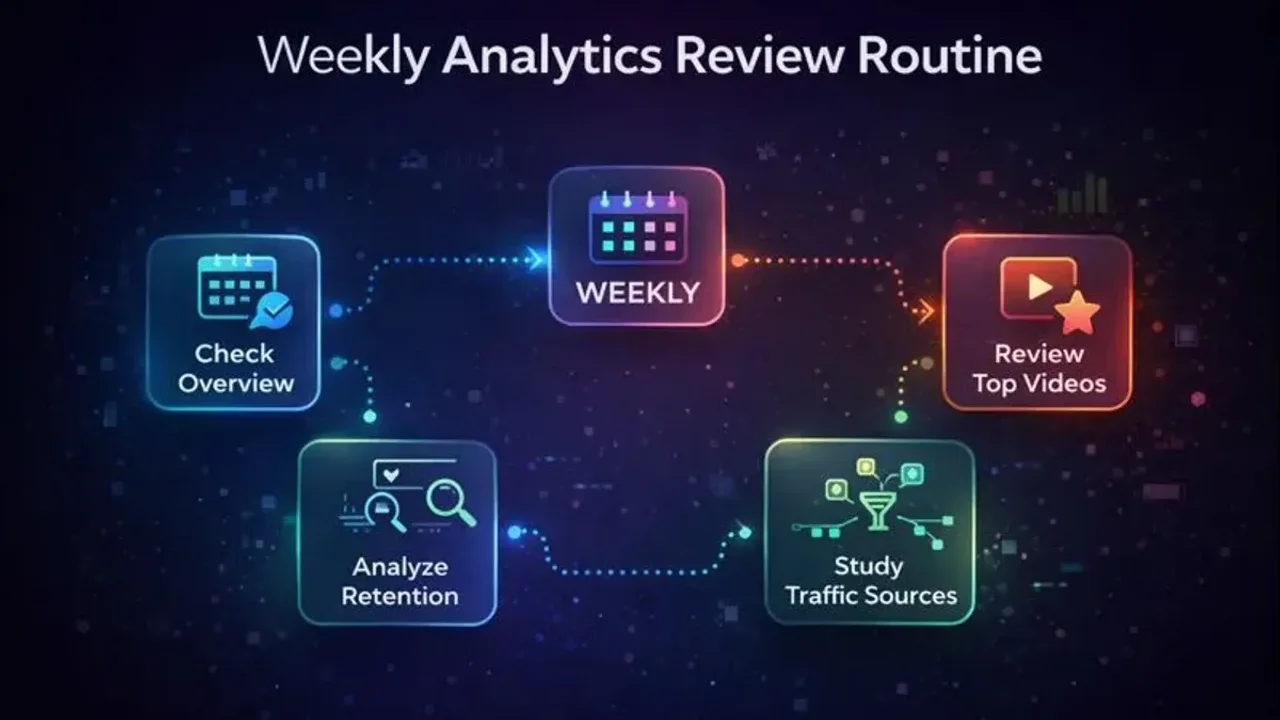 Weekly Analytics Review Routine
WEEKLY
Check
Overview
Review
Top Videos
Analyze
Retention
Study
Traffic Sources